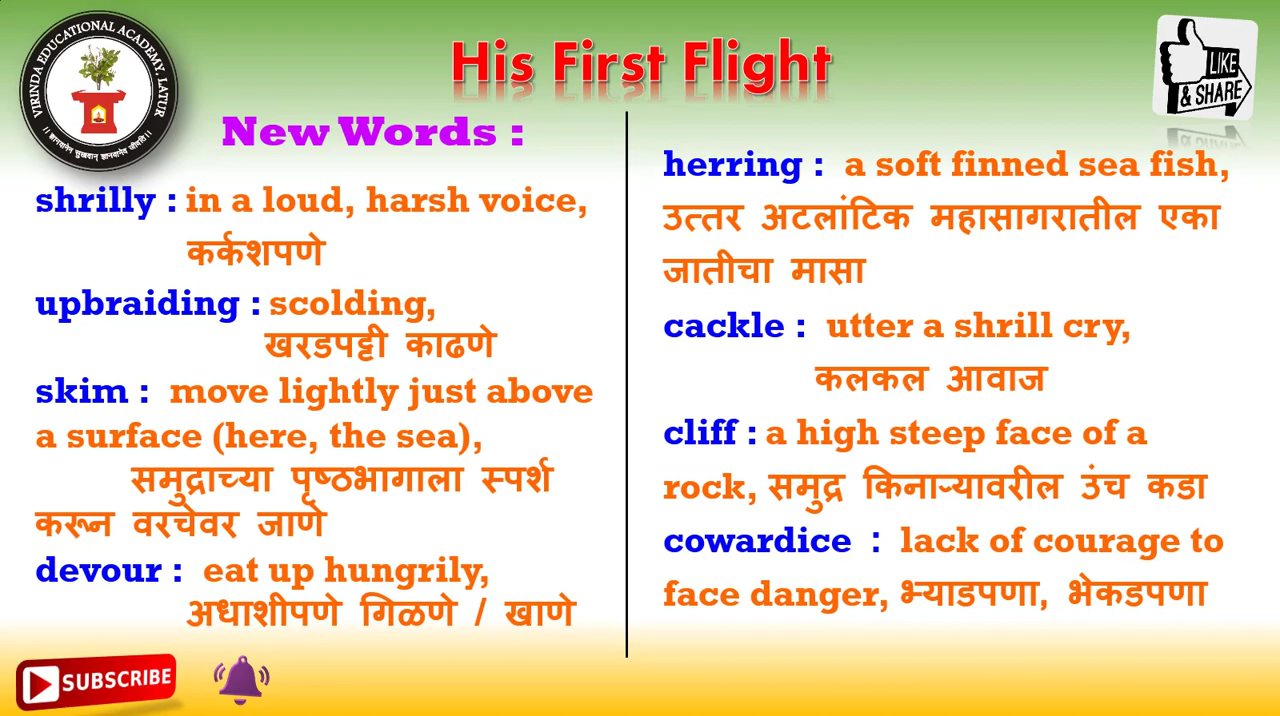 VIRINDA EDUCATIONAL ACADEMY, LATUR
।। ज्ञानवानेन सुखवान् ज्ञानवानेव जीवति ।।
His First Flight
LIKE
& SHARE
New Words :
shrilly : in a loud, harsh voice,
कर्कशपणे
upbraiding : scolding,
खरडपट्टी काढणे
skim : move lightly just above
a surface (here, the sea),
समुद्राच्या पृष्ठभागाला स्पर्श
करून वरचेवर जाणे
devour : eat up hungrily,
अधाशीपणे गिळणे / खाणे
herring : a soft finned sea fish,
उत्तर अटलांटिक महासागरातील एका
जातीचा मासा
cackle : utter a shrill cry,
कलकल आवाज
cliff : a high steep face of a
rock, समुद्र किनाऱ्यावरील उंच कडा
cowardice : lack of courage to
face danger, भ्याडपणा, भेकडपणा
SUBSCRIBE